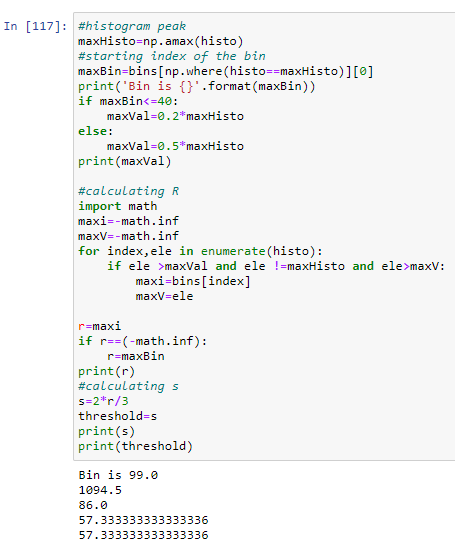 In [117]: #histogram peak
maxHisto=np.amax(histo)
#starting index of the bin
maxBin=bins[np.where(histo==maxHisto)][0]
print('Bin is {}'.format(maxBin))
if maxBin<=40:
    maxVal=0.2*maxHisto
else:
    maxVal=0.5*maxHisto
print(maxVal)

#calculating R
import math
maxi=-math.inf
maxV=-math.inf
for index,ele in enumerate(histo):
    if ele >maxVal and ele !=maxHisto and ele>maxV:
        maxi=bins[index]
        maxV=ele

r=maxi
if r==(-math.inf):
    r=maxBin
print(r)
#calculating s
s=2*r/3
threshold=s
print(s)
print(threshold)

Bin is 99.0
1094.5
86.0
57.333333333333336
57.333333333333336